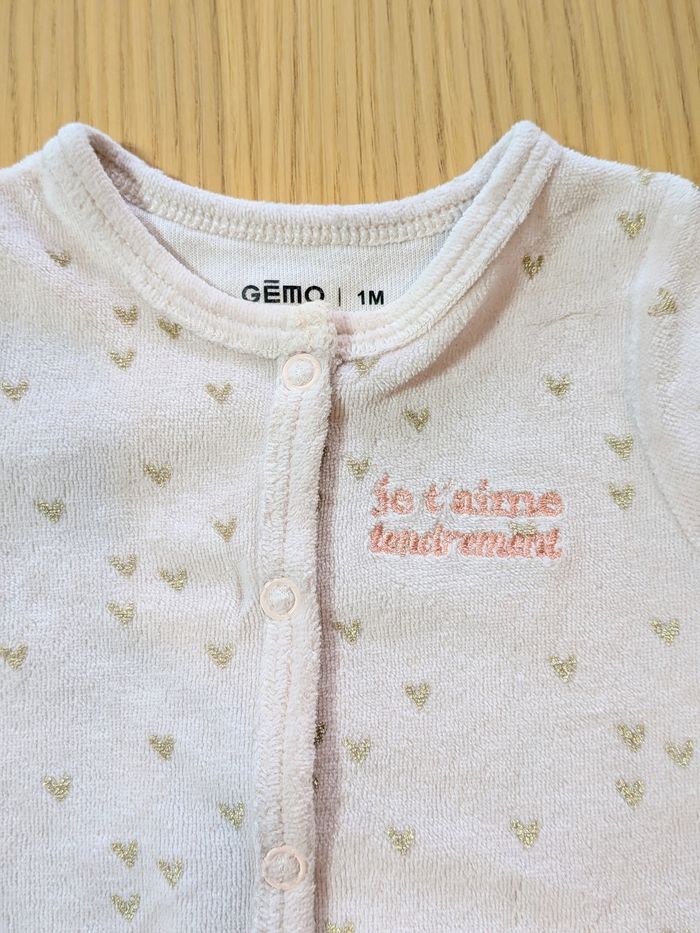 GĒMO | 1M
je t'aime
tendrement